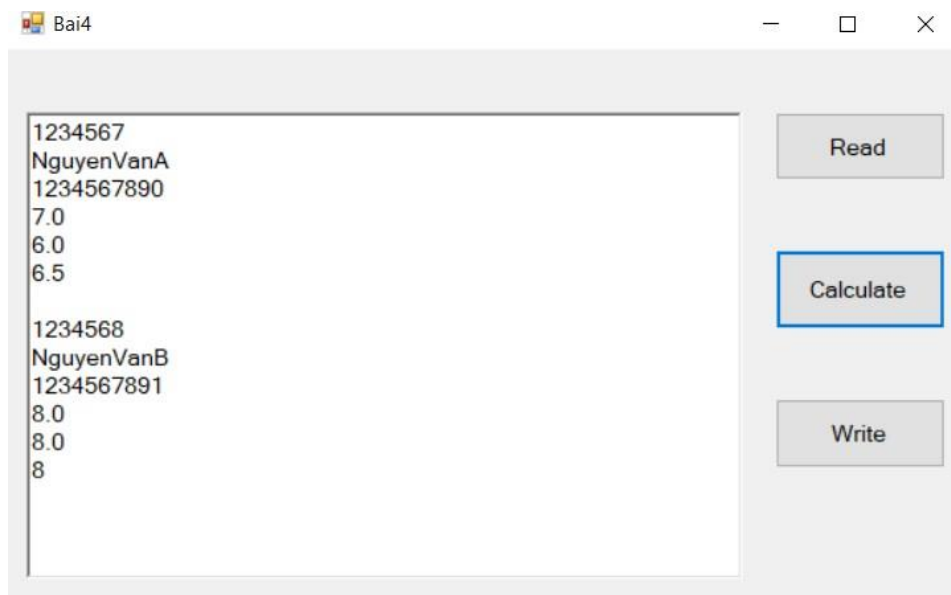 Bai4
1234567
NguyenVanA
1234567890
7.0
6.0
6.5
1234568
NguyenVanB
1234567891
8.0
8.0
8
Read
Calculate
Write